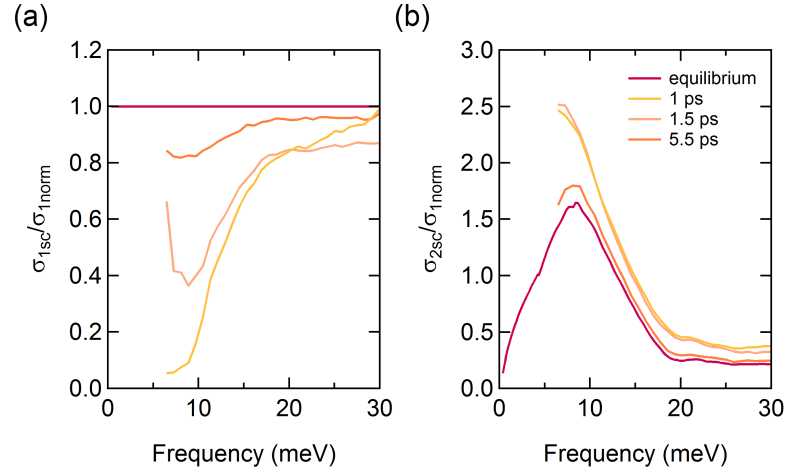 (a)
σ1sc/σ1norm
1.2
1.0
0.8
0.6
0.4
0.2
0.0
0
10
20
30
Frequency (meV)
(b)
σ2sc/σ1norm
3.0
2.5
2.0
1.5
1.0
0.5
0.0
0
10
20
30
Frequency (meV)
equilibrium
1 ps
1.5 ps
5.5 ps